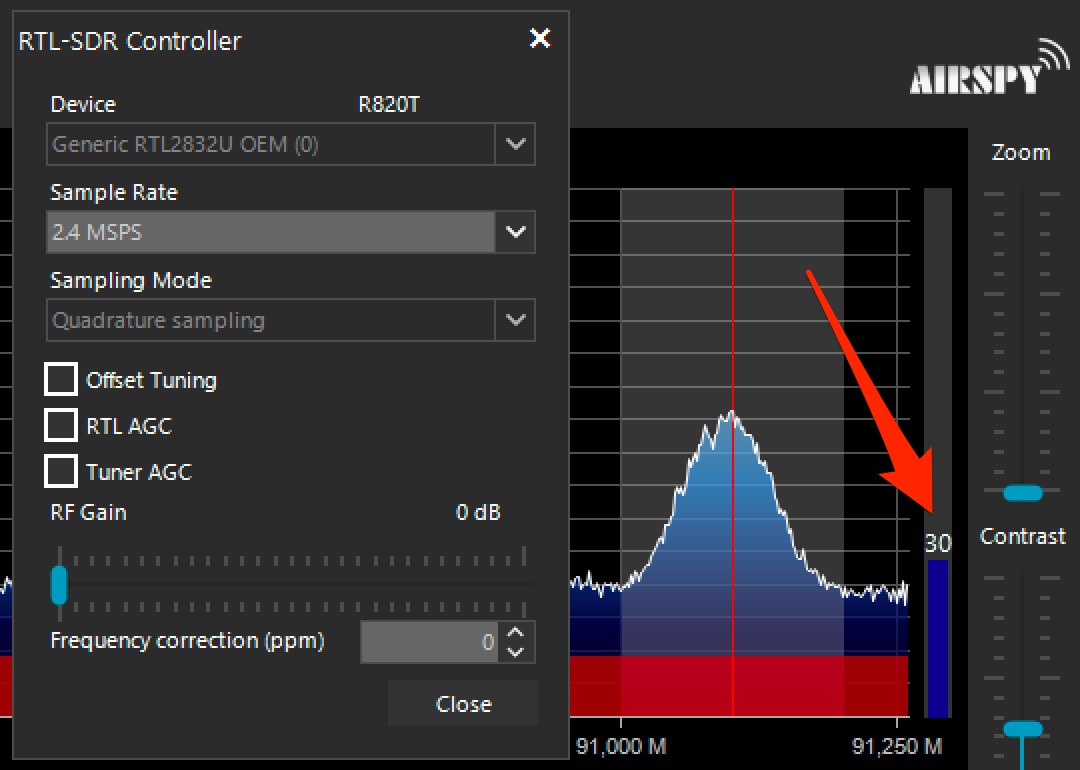 RTL-SDR Controller
Device R820T
Generic RTL2832U OEM (0)
Sample Rate
2.4 MSPS
Sampling Mode
Quadrature sampling
Offset Tuning
RTL AGC
Tuner AGC
RF Gain 0 dB
Frequency correction (ppm) 0
Close
AIRSPY
Zoom
30
Contrast
91,000 M 91,250 M